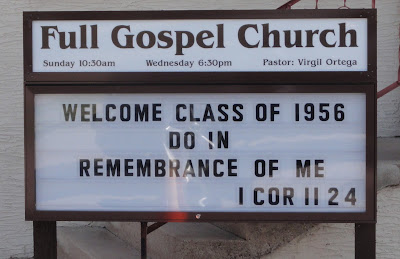 Full Gospel Church
Sunday 10:30am Wednesday 6:30pm Pastor: Virgil Ortega
WELCOME CLASS OF 1956
DO IN
REMEMBRANCE OF ME
I COR 11 24